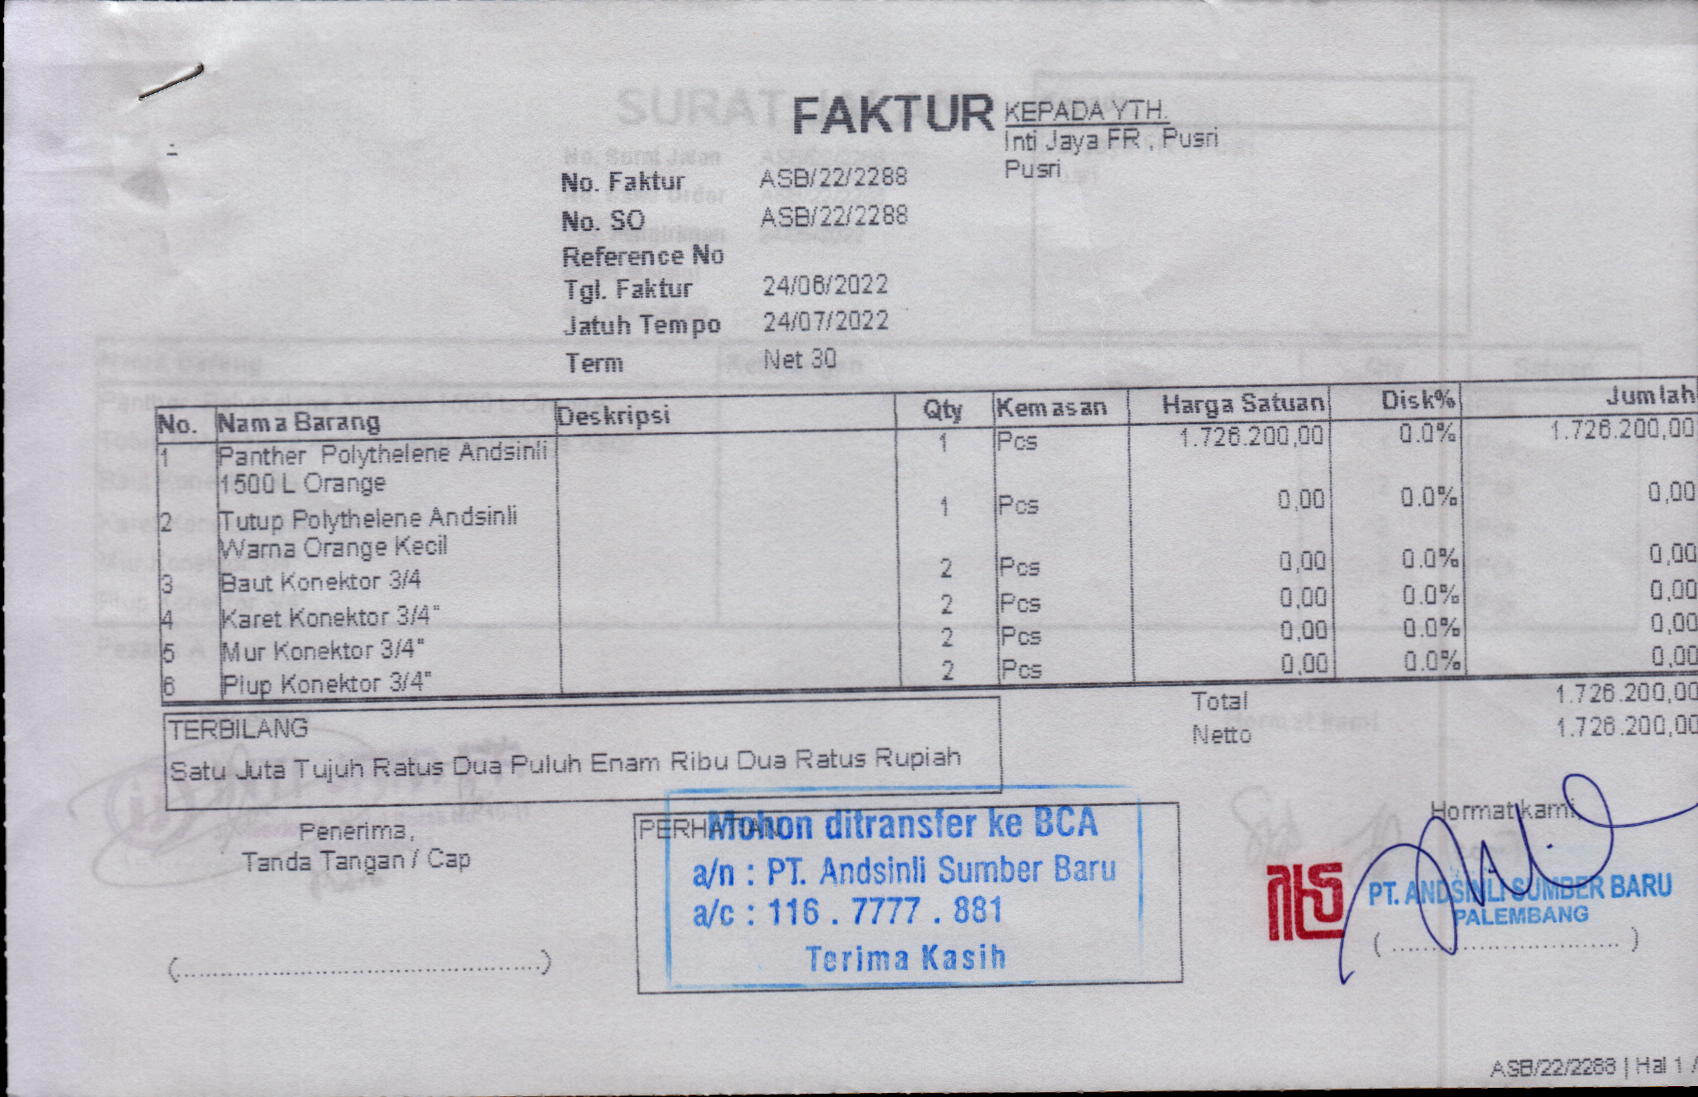 FAKTUR
KEPADA YTH.
Inti Jaya FR , Pusri
Pusri
No. Faktur ASB/22/2288
No. SO ASB/22/2288
Reference No
Tgl. Faktur 24/06/2022
Jatuh Tempo 24/07/2022
Term Net 30
No. Nama Barang Deskripsi Qty Kemasan Harga Satuan Disk% Jumlah
1 Panther Polythelene Andsinli 1 Pcs 1.726.200,00 0.0% 1.726.200,00
1500 L Orange
2 Tutup Polythelene Andsinli 1 Pcs 0,00 0.0% 0,00
Warna Orange Kecil
3 Baut Konektor 3/4 2 Pcs 0,00 0.0% 0,00
4 Karet Konektor 3/4" 2 Pcs 0,00 0.0% 0,00
5 Mur Konektor 3/4" 2 Pcs 0,00 0.0% 0,00
6 Plup Konektor 3/4" 2 Pcs 0,00 0.0% 0,00
Total 1.726.200,00
Netto 1.726.200,00
TERBILANG
Satu Juta Tujuh Ratus Dua Puluh Enam Ribu Dua Ratus Rupiah
Penerima,
Tanda Tangan / Cap
(................................................)
PERHATIAN
Mohon ditransfer ke BCA
a/n : PT. Andsinli Sumber Baru
a/c : 116 . 7777 . 881
Terima Kasih
Hormat kami
PT. ANDSINLI SUMBER BARU
PALEMBANG
( .............................. )
ASB/22/2288 | Hal 1 /